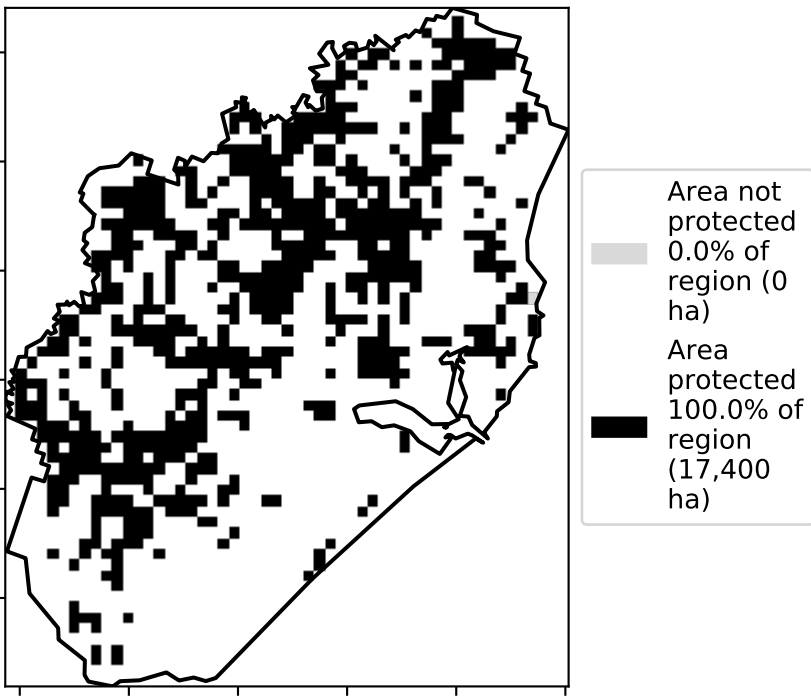 Area not
protected
0.0% of
region (0
ha)
Area
protected
100.0% of
region
(17,400
ha)